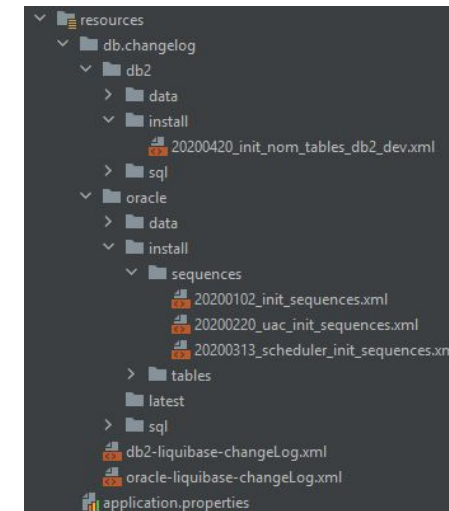 resources
db.changelog
db2
data
install
20200420_init_nom_tables_db2_dev.xml
sql
oracle
data
install
sequences
20200102_init_sequences.xml
20200220_uac_init_sequences.xml
20200313_scheduler_init_sequences.xm
tables
latest
sql
db2-liquibase-changeLog.xml
oracle-liquibase-changeLog.xml
application.properties